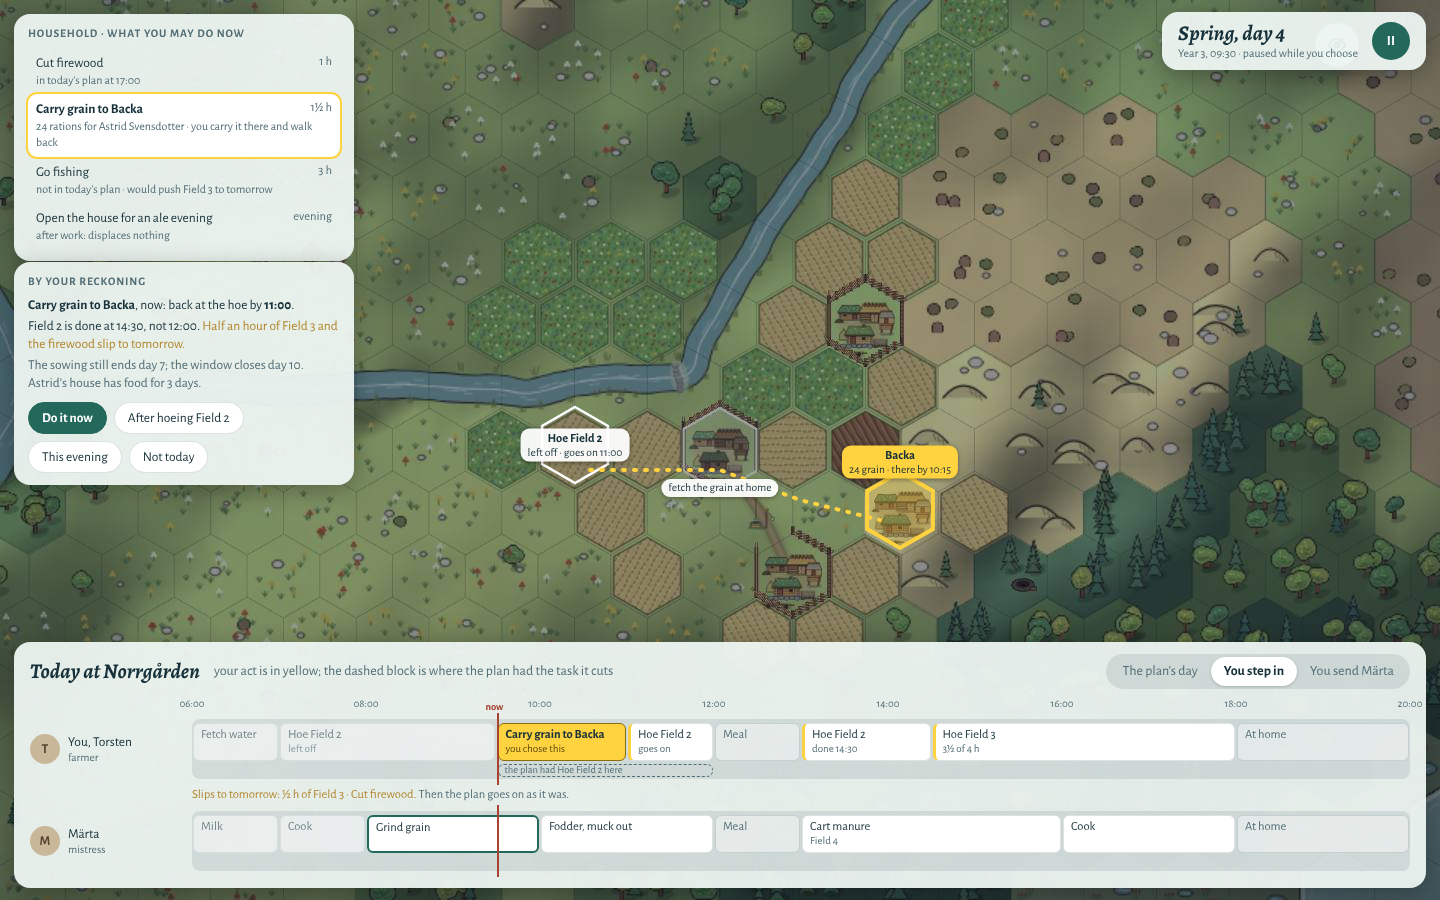 HOUSEHOLD · WHAT YOU MAY DO NOW
Cut firewood 1 h
in today's plan at 17:00
Carry grain to Backa 1½ h
24 rations for Astrid Svensdotter · you carry it there and walk
back
Go fishing 3 h
not in today's plan · would push Field 3 to tomorrow
Open the house for an ale evening evening
after work: displaces nothing
BY YOUR RECKONING
Carry grain to Backa, now: back at the hoe by 11:00.
Field 2 is done at 14:30, not 12:00. Half an hour of Field 3 and
the firewood slip to tomorrow.
The sowing still ends day 7; the window closes day 10.
Astrid's house has food for 3 days.
Do it now After hoeing Field 2
This evening Not today
Spring, day 4
Year 3, 09:30 · paused while you choose
Hoe Field 2
left off · goes on 11:00
fetch the grain at home
Backa
24 grain · there by 10:15
Today at Norrgården your act is in yellow; the dashed block is where the plan had the task it cuts
The plan's day You step in You send Märta
06:00 08:00 now 10:00 12:00 14:00 16:00 18:00 20:00
T You, Torsten
farmer
Fetch water
Hoe Field 2
left off
Carry grain to Backa
you chose this
Hoe Field 2
goes on
Meal
Hoe Field 2
done 14:30
Hoe Field 3
3½ of 4 h
At home
the plan had Hoe Field 2 here
Slips to tomorrow: ½ h of Field 3 · Cut firewood. Then the plan goes on as it was.
M Märta
mistress
Milk
Cook
Grind grain
Fodder, muck out
Meal
Cart manure
Field 4
Cook
At home